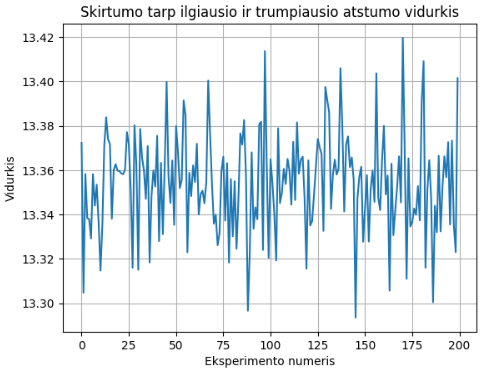 Skirtumo tarp ilgiausio ir trumpiausio atstumo vidurkis
13.42
13.40
13.38
13.36
13.34
13.32
13.30
Vidurkis
0 25 50 75 100 125 150 175 200
Eksperimento numeris